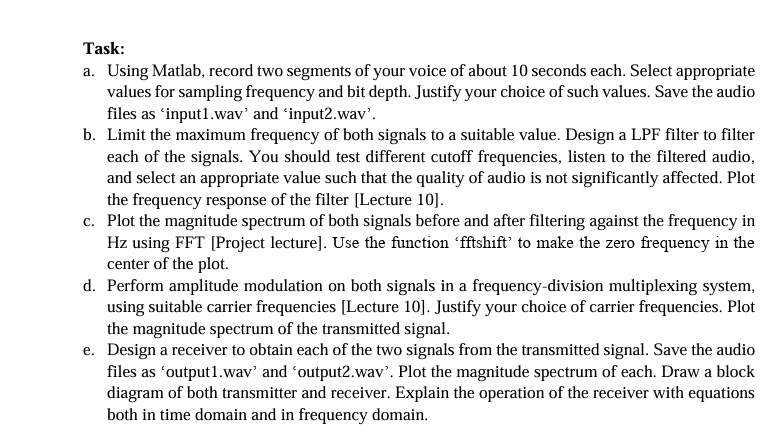 Task:
a. Using Matlab, record two segments of your voice of about 10 seconds each. Select appropriate
values for sampling frequency and bit depth. Justify your choice of such values. Save the audio
files as ‘input1.wav’ and ‘input2.wav’.
b. Limit the maximum frequency of both signals to a suitable value. Design a LPF filter to filter
each of the signals. You should test different cutoff frequencies, listen to the filtered audio,
and select an appropriate value such that the quality of audio is not significantly affected. Plot
the frequency response of the filter [Lecture 10].
c. Plot the magnitude spectrum of both signals before and after filtering against the frequency in
Hz using FFT [Project lecture]. Use the function ‘fftshift’ to make the zero frequency in the
center of the plot.
d. Perform amplitude modulation on both signals in a frequency-division multiplexing system,
using suitable carrier frequencies [Lecture 10]. Justify your choice of carrier frequencies. Plot
the magnitude spectrum of the transmitted signal.
e. Design a receiver to obtain each of the two signals from the transmitted signal. Save the audio
files as ‘output1.wav’ and ‘output2.wav’. Plot the magnitude spectrum of each. Draw a block
diagram of both transmitter and receiver. Explain the operation of the receiver with equations
both in time domain and in frequency domain.